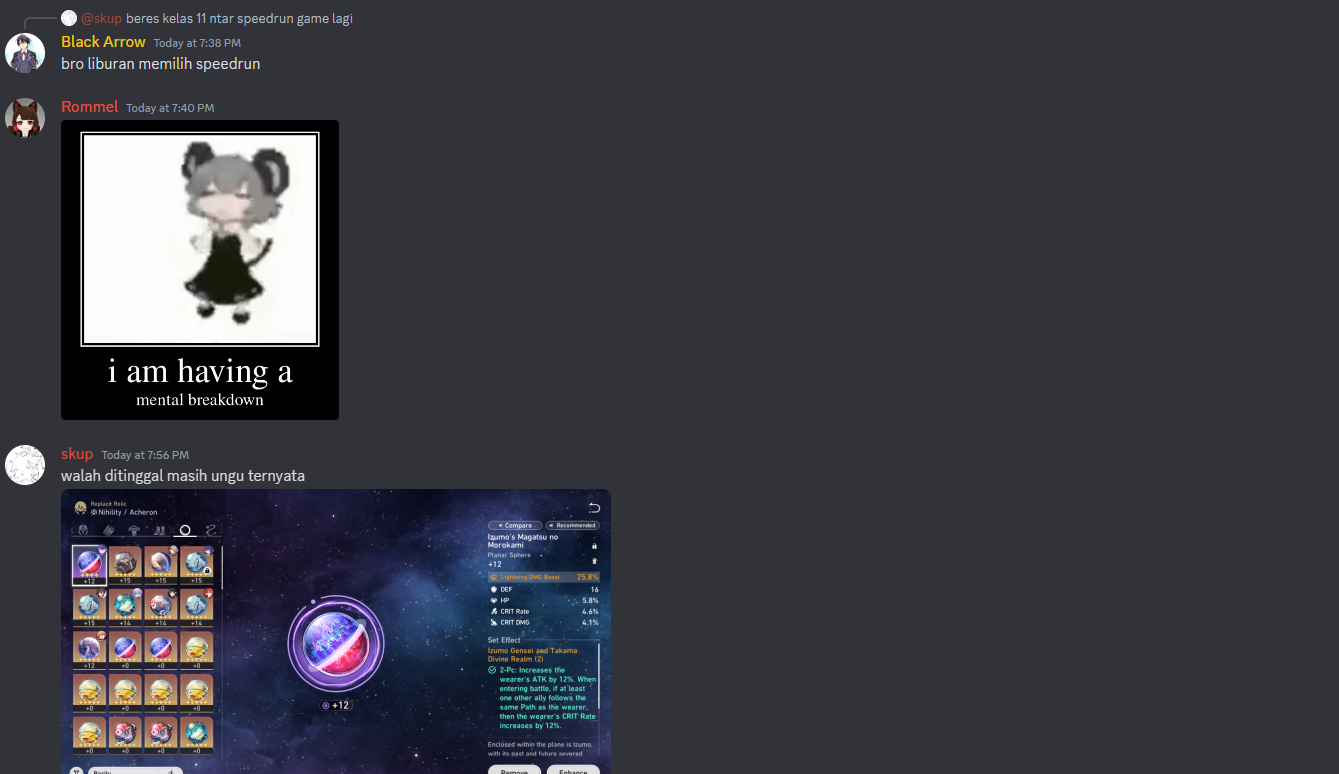 @skup beres kelas 11 ntar speedrun game lagi
Black Arrow Today at 7:38 PM
bro liburan memilih speedrun
Rommel Today at 7:40 PM
i am having a
mental breakdown
skup Today at 7:56 PM
walah ditinggal masih ungu ternyata
Replace Relic
Nihility / Acheron
Compare Recommended
Izumo's Magatsu no
Morokami
Planar Sphere
+12
Lightning DMG Boost 25.8%
DEF 16
HP 5.8%
CRIT Rate 4.6%
CRIT DMG 4.1%
Set Effect
Izumo Gensei and Takama
Divine Realm (2)
2-Pc: Increases the
wearer's ATK by 12%. When
entering battle, if at least
one other ally follows the
same Path as the wearer,
then the wearer's CRIT Rate
increases by 12%.
Enclosed within the plane is Izumo,
with its past and future severed
+12 +15 +15 +15
+15 +14 +14 +14
+12 +0 +0 +0
+0 +0 +0 +0
+0 +0 +0 +0
+12
Rarity
Remove Enhance